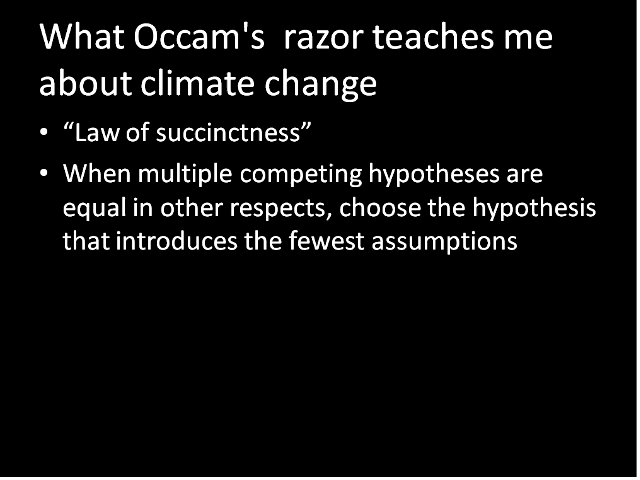 What Occam's  razor teaches me
about climate change
• “Law of succinctness”
• When multiple competing hypotheses are
equal in other respects, choose the hypothesis
that introduces the fewest assumptions